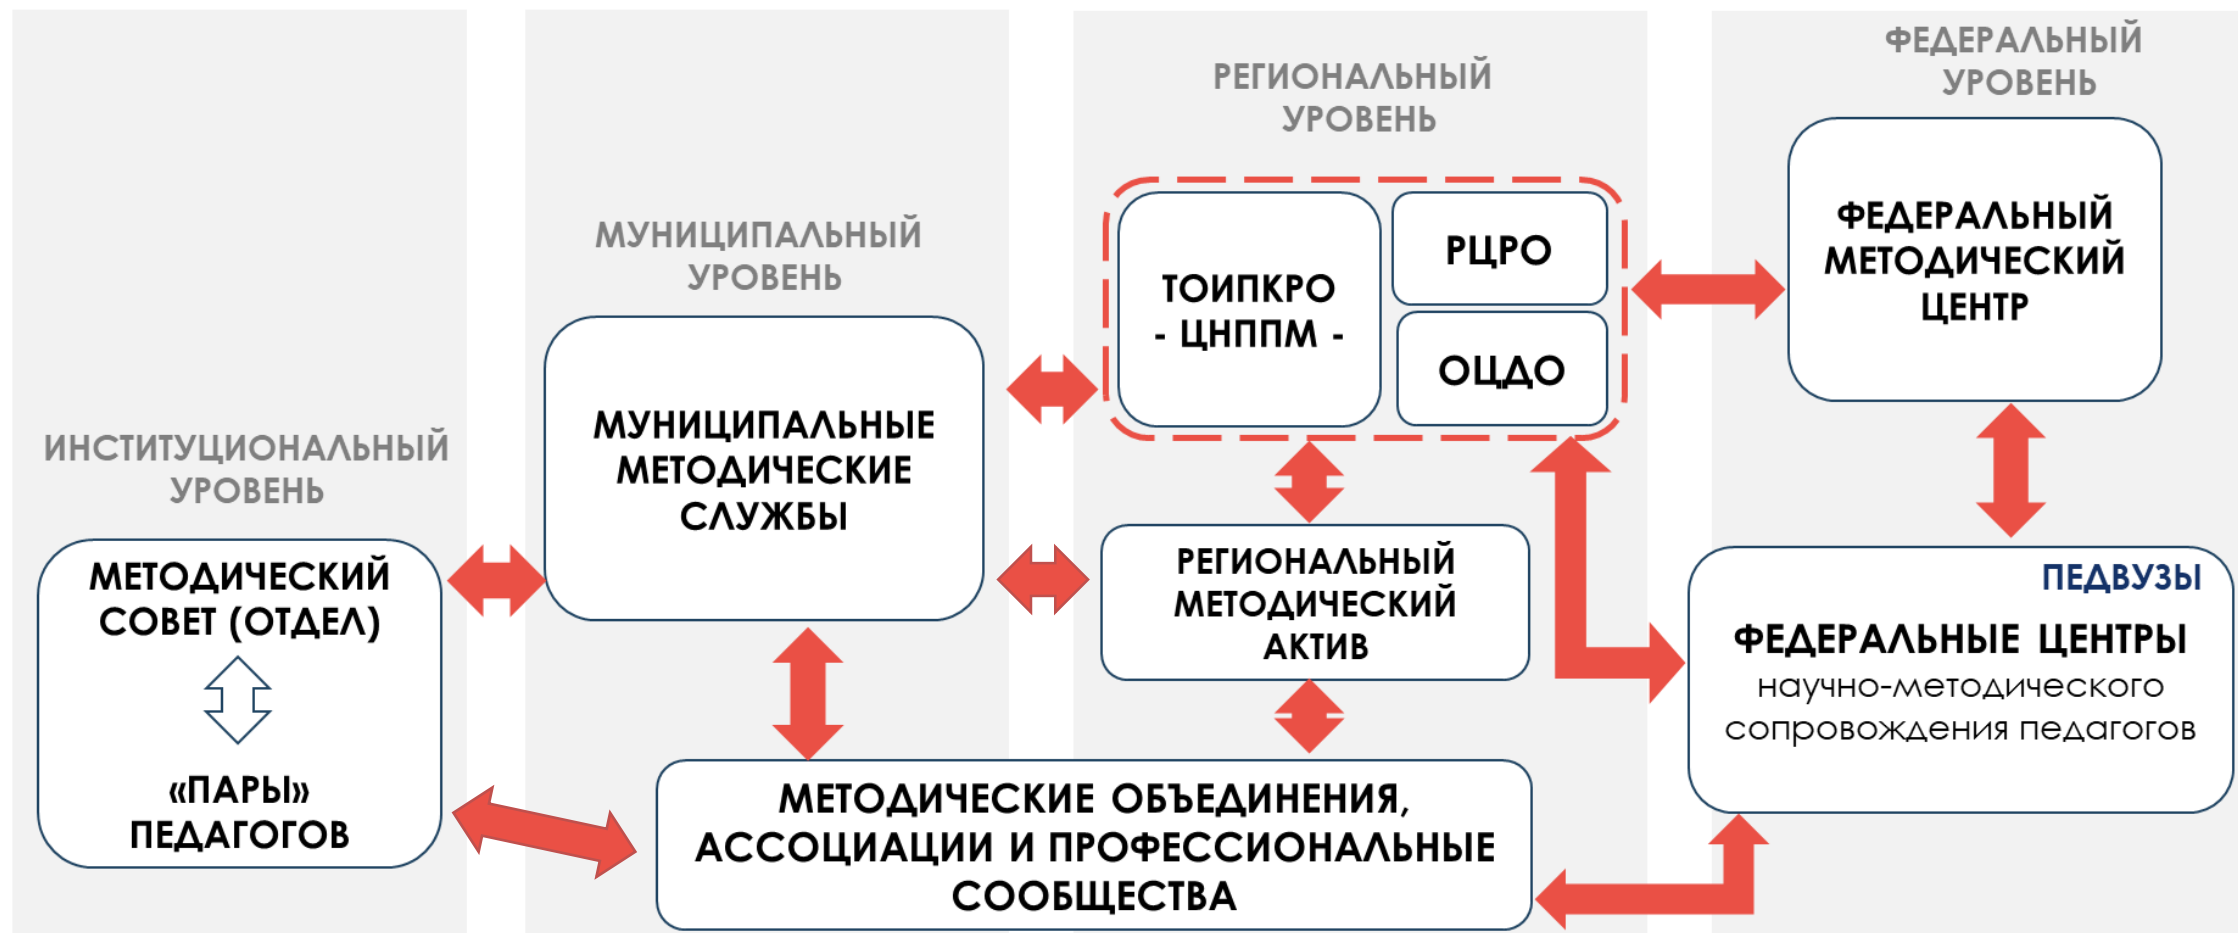 ИНСТИТУЦИОНАЛЬНЫЙ
УРОВЕНЬ
МЕТОДИЧЕСКИЙ
СОВЕТ (ОТДЕЛ)
«ПАРЫ»
ПЕДАГОГОВ
МУНИЦИПАЛЬНЫЙ
УРОВЕНЬ
МУНИЦИПАЛЬНЫЕ
МЕТОДИЧЕСКИЕ
СЛУЖБЫ
РЕГИОНАЛЬНЫЙ
УРОВЕНЬ
ТОИПКРО
- ЦНППМ -
РЦРО
ОЦДО
РЕГИОНАЛЬНЫЙ
МЕТОДИЧЕСКИЙ
АКТИВ
МЕТОДИЧЕСКИЕ ОБЪЕДИНЕНИЯ,
АССОЦИАЦИИ И ПРОФЕССИОНАЛЬНЫЕ
СООБЩЕСТВА
ФЕДЕРАЛЬНЫЙ
УРОВЕНЬ
ФЕДЕРАЛЬНЫЙ
МЕТОДИЧЕСКИЙ
ЦЕНТР
ПЕДВУЗЫ
ФЕДЕРАЛЬНЫЕ ЦЕНТРЫ
научно-методического
сопровождения педагогов